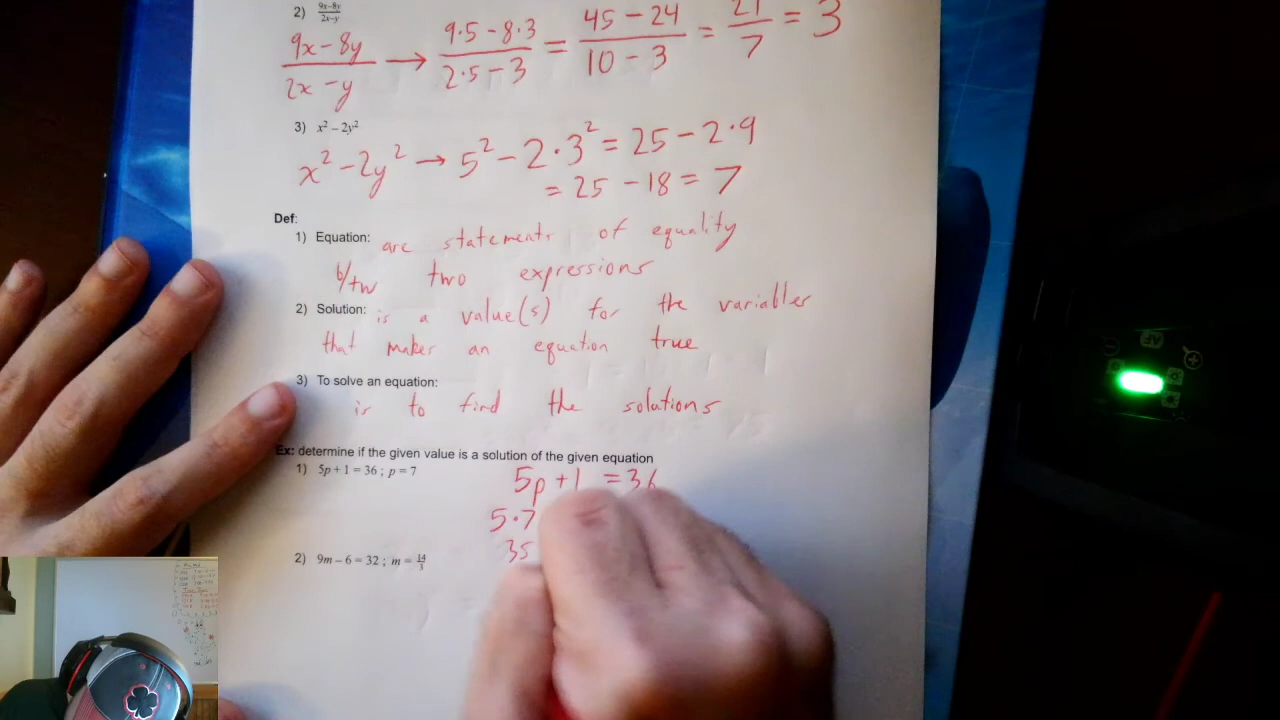 2) 9x-8y/2x-y
9x - 8y / 2x - y → 9·5 - 8·3 / 2·5 - 3 = 45 - 24 / 10 - 3 = 21/7 = 3
3) x² - 2y²
x² - 2y² → 5² - 2·3² = 25 - 2·9
= 25 - 18 = 7
Def:
1) Equation: are statements of equality
b/tw two expressions
2) Solution: is a value(s) for the variables
that makes an equation true
3) To solve an equation:
is to find the solutions
Ex: determine if the given value is a solution of the given equation
1) 5p + 1 = 36 ; p = 7
5p + 1 = 36
5·7
35
2) 9m - 6 = 32 ; m = 14/3